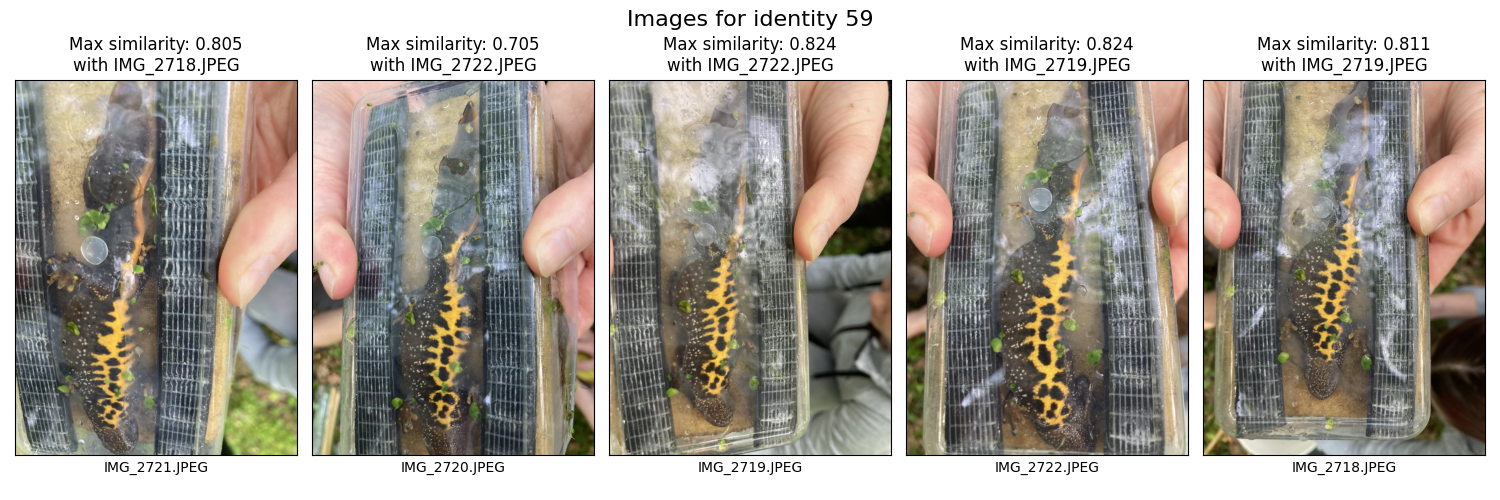 Images for identity 59
Max similarity: 0.805
with IMG_2718.JPEG
Max similarity: 0.705
with IMG_2722.JPEG
Max similarity: 0.824
with IMG_2722.JPEG
Max similarity: 0.824
with IMG_2719.JPEG
Max similarity: 0.811
with IMG_2719.JPEG
IMG_2721.JPEG
IMG_2720.JPEG
IMG_2719.JPEG
IMG_2722.JPEG
IMG_2718.JPEG